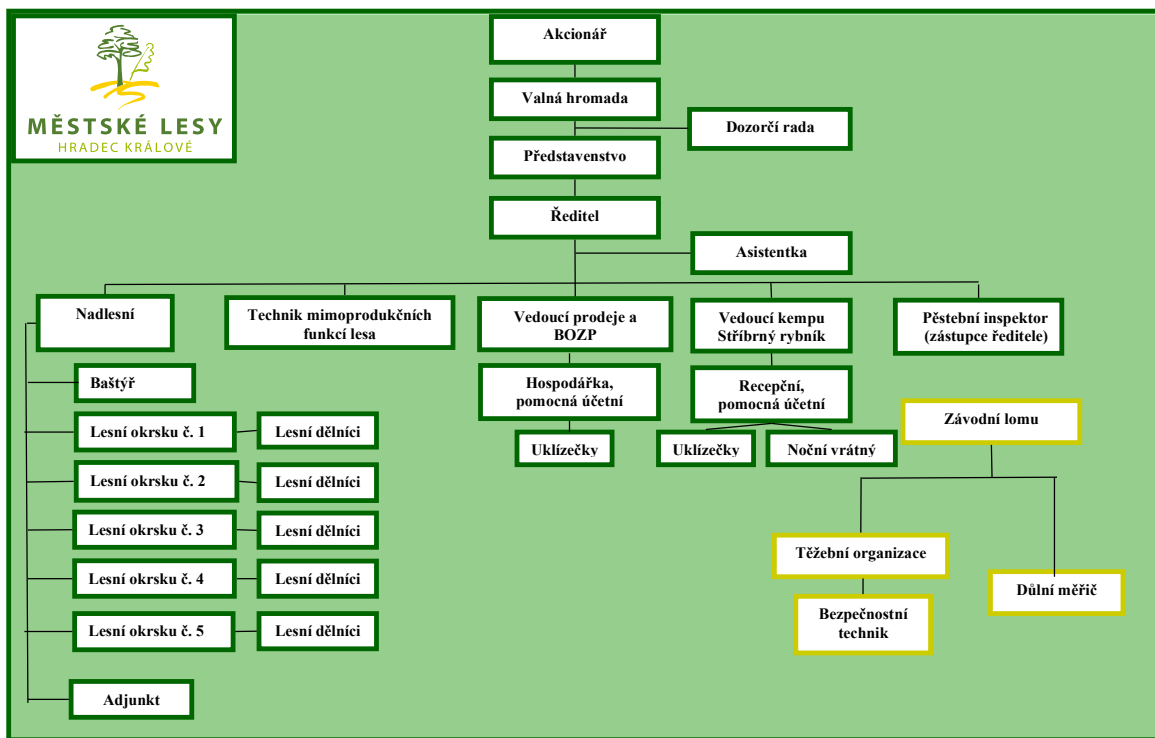 MĚSTSKÉ LESY
HRADEC KRÁLOVÉ
Akcionář
Valná hromada
Dozorčí rada
Představenstvo
Ředitel
Asistentka
Nadlesní
Technik mimoprodukčních
funkcí lesa
Vedoucí prodeje a
BOZP
Vedoucí kempu
Stříbrný rybník
Pěstební inspektor
(zástupce ředitele)
Baštýř
Hospodářka,
pomocná účetní
Recepční,
pomocná účetní
Závodní lomu
Lesní okrsku č. 1
Lesní dělníci
Uklízečky
Uklízečky
Noční vrátný
Lesní okrsku č. 2
Lesní dělníci
Lesní okrsku č. 3
Lesní dělníci
Těžební organizace
Lesní okrsku č. 4
Lesní dělníci
Důlní měřič
Bezpečnostní
technik
Lesní okrsku č. 5
Lesní dělníci
Adjunkt